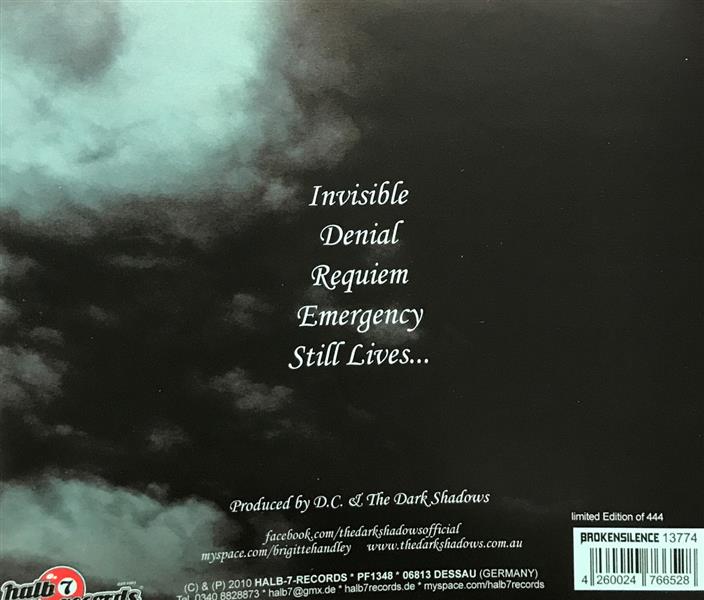 Invisible
Denial
Requiem
Emergency
Still Lives...
Produced by D.C. & The Dark Shadows
facebook.com/thedarkshadowsofficial
myspace.com/brigittehandley www.thedarkshadows.com.au
limited Edition of 444
BROKENSILENCE 13774
4 260024 766528
halb 7
records
(C) & (P) 2010 HALB-7-RECORDS * PF1348 * 06813 DESSAU (GERMANY)
Tel. 0340 8828873 * halb7@gmx.de * halb7records.de * myspace.com/halb7records